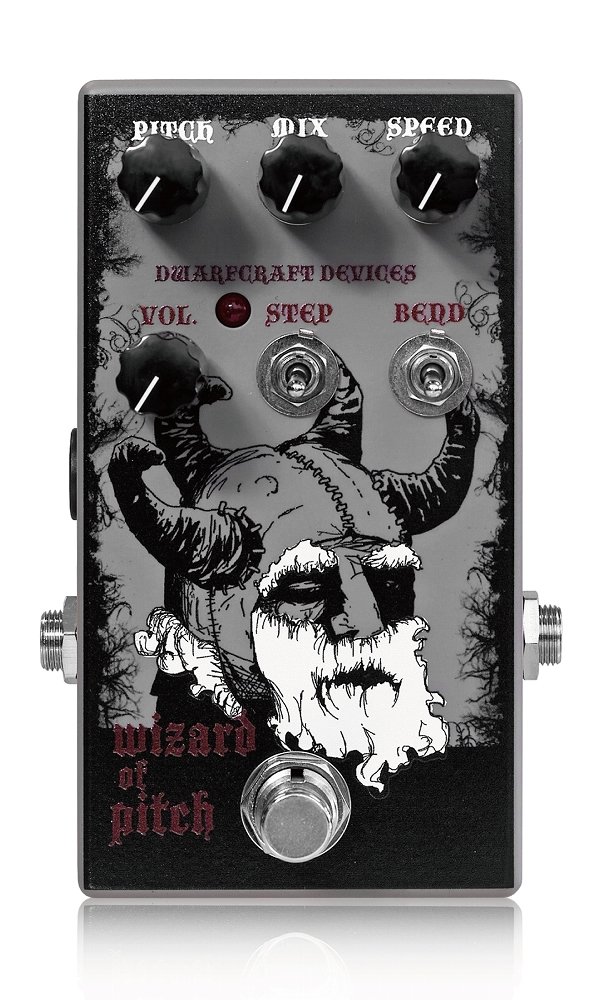 PITCH MIX SPEED
DWARFCRAFT DEVICES
VOL. STEP BEND
wizard
of
pitch